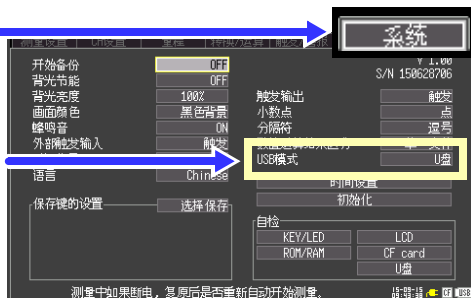 系统
测量设置 CH设置 量程
V 1.00
S/N 150628706
开始备份 OFF
背光节能 OFF
背光亮度 100%
画面颜色 黑色背景
蜂鸣音 ON
外部触发输入 触发
触发输出 触发
小数点 点
分隔符 逗号
USB模式 U盘
语言 Chinese
时间设置
初始化
保存键的设置 选择保存
自检
KEY/LED LCD
ROM/RAM CF card
U盘
测量中如果断电，复原后是否重新自动开始测量。
CF USB